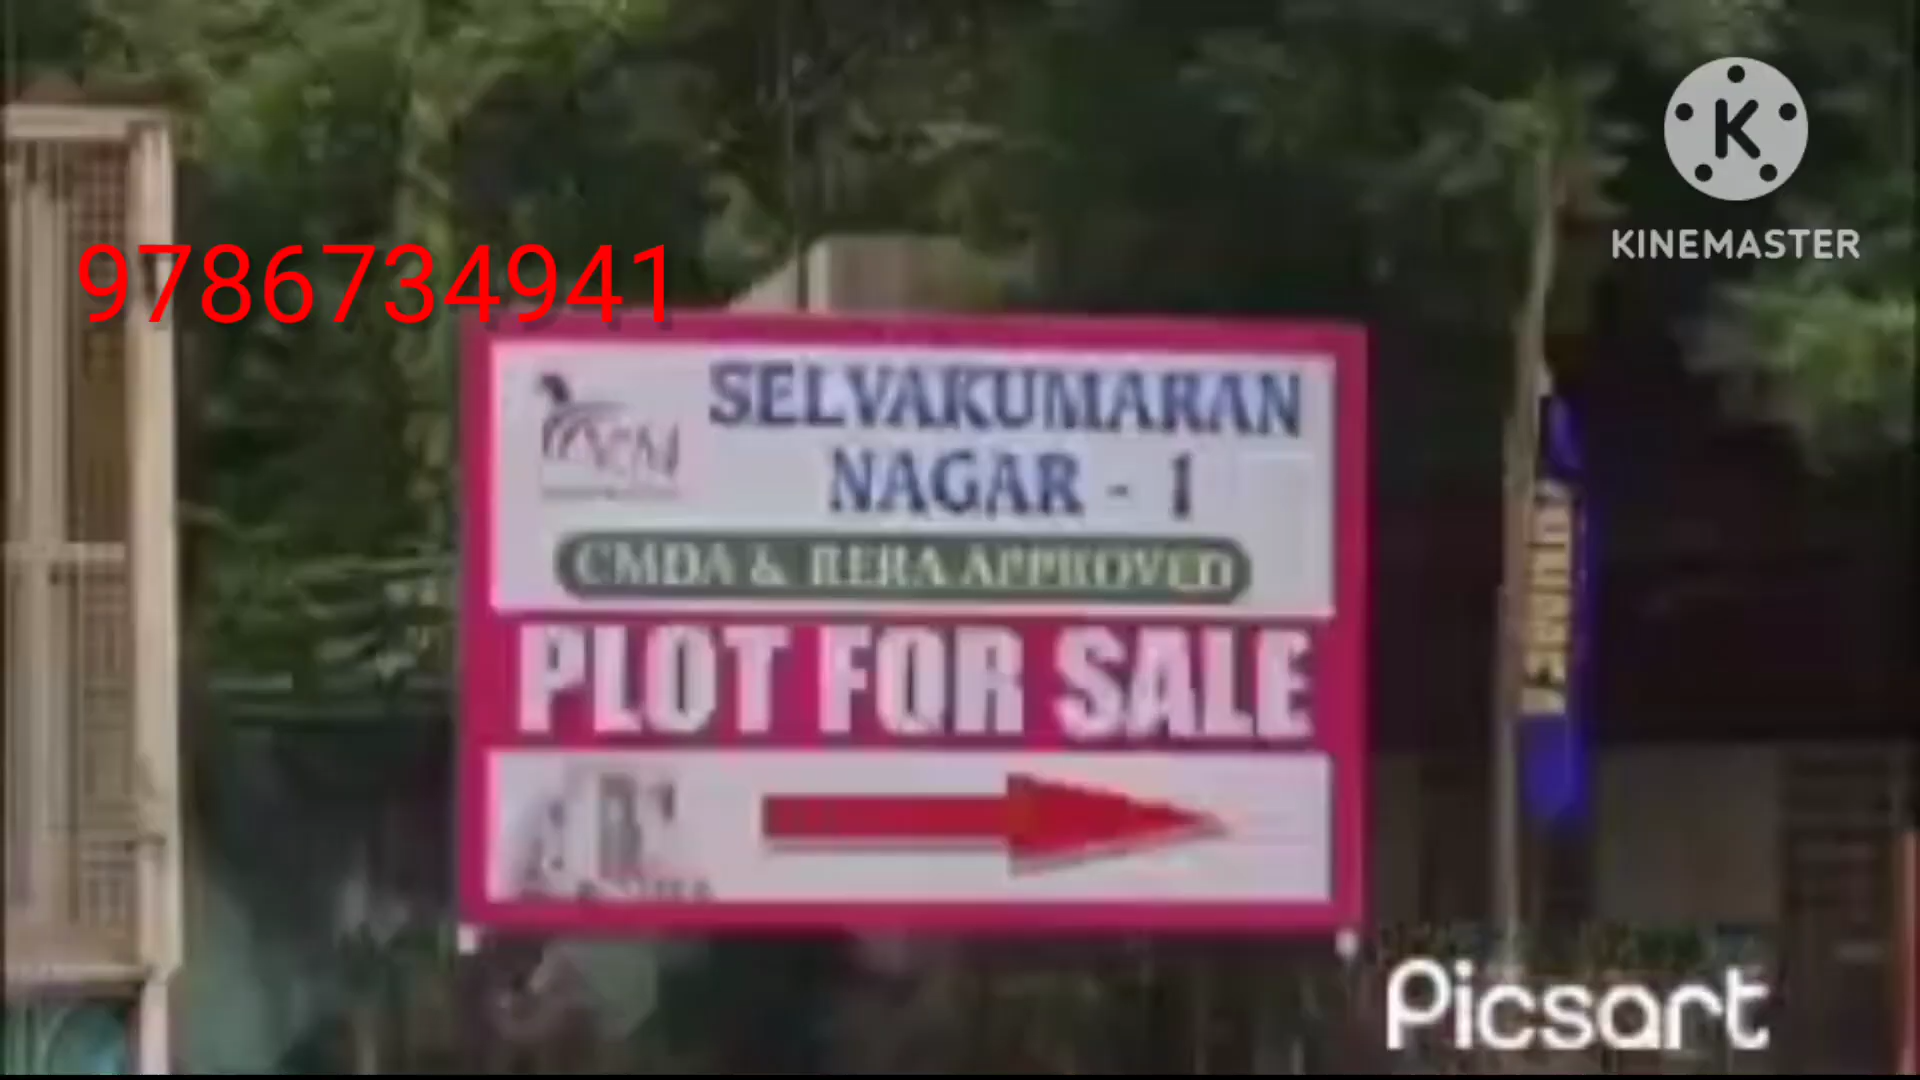 KINEMASTER
9786734941
SELVAKUMARAN
NAGAR - 1
CMDA & RERA APPROVED
PLOT FOR SALE
Picsart